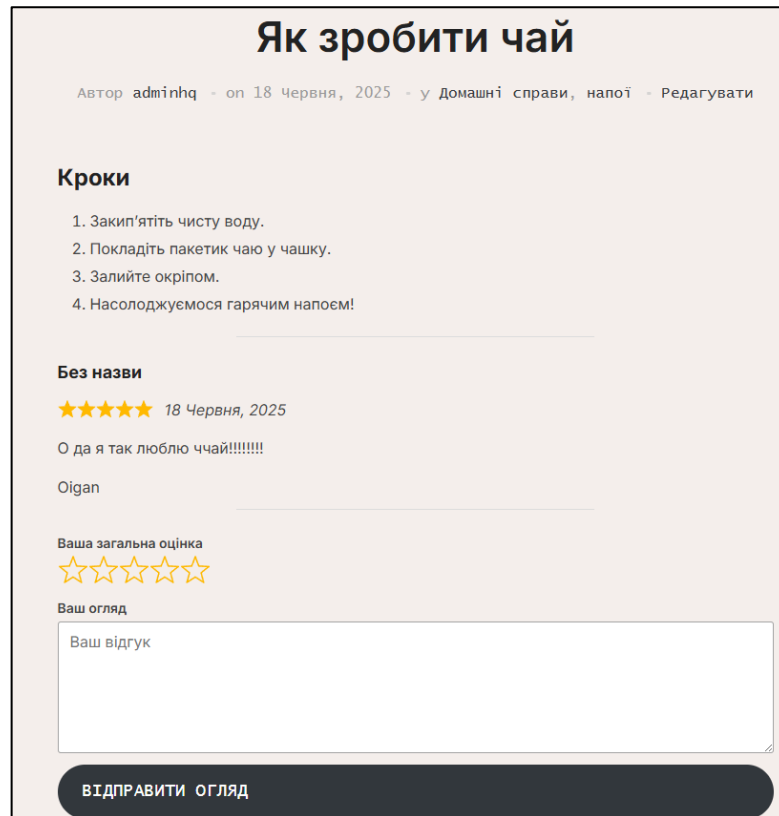 Як зробити чай
Автор adminhq - on 18 Червня, 2025 - у Домашні справи, напої - Редагувати
Кроки
1. Закип’ятіть чисту воду.
2. Покладіть пакетик чаю у чашку.
3. Залийте окріпом.
4. Насолоджуємося гарячим напоєм!
Без назви
18 Червня, 2025
О да я так люблю ччай!!!!!!!!
Oigan
Ваша загальна оцінка
Ваш огляд
Ваш відгук
ВІДПРАВИТИ ОГЛЯД